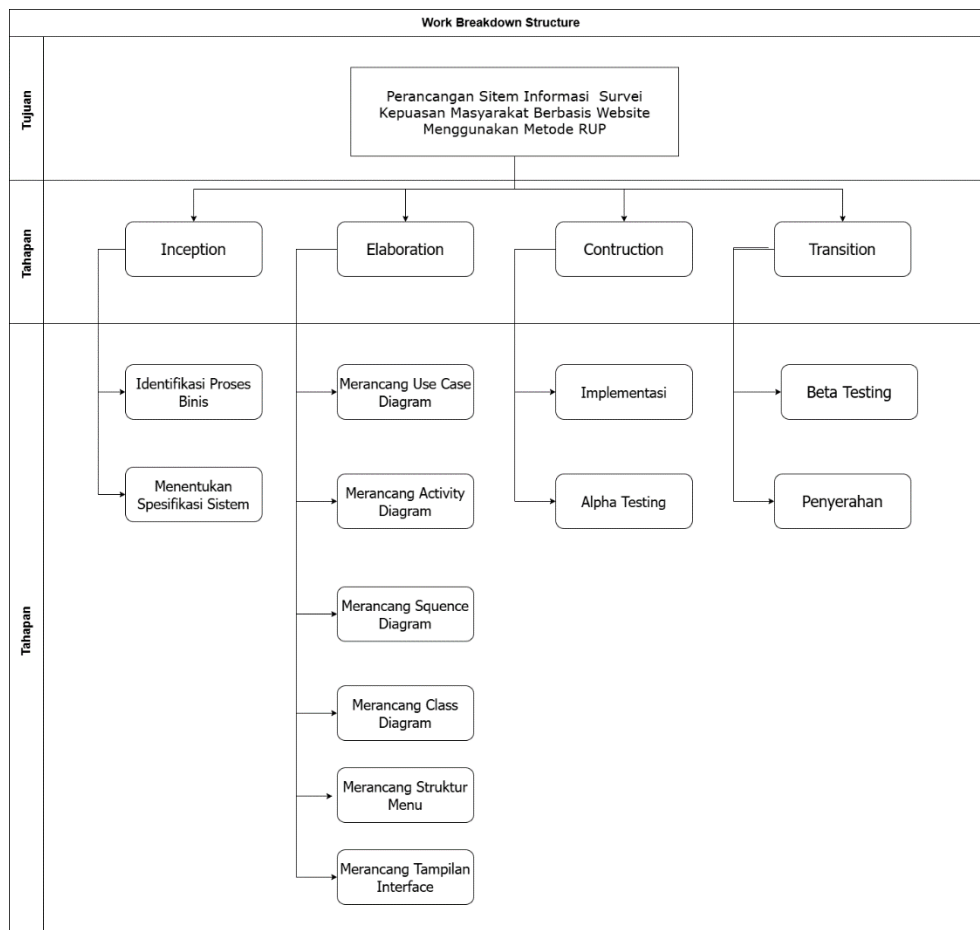 Work Breakdown Structure
Tujuan
Perancangan Sitem Informasi Survei
Kepuasan Masyarakat Berbasis Website
Menggunakan Metode RUP
Tahapan
Inception
Elaboration
Contruction
Transition
Tahapan
Identifikasi Proses
Binis
Menentukan
Spesifikasi Sistem
Merancang Use Case
Diagram
Merancang Activity
Diagram
Merancang Squence
Diagram
Merancang Class
Diagram
Merancang Struktur
Menu
Merancang Tampilan
Interface
Implementasi
Alpha Testing
Beta Testing
Penyerahan